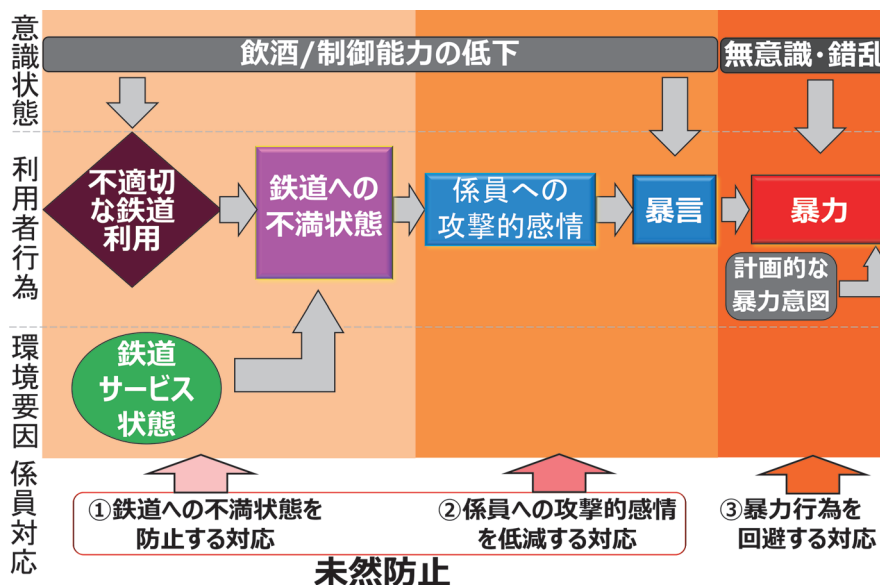 意識状態
飲酒/制御能力の低下
無意識・錯乱
利用者行為
不適切
な鉄道
利用
鉄道への
不満状態
係員への
攻撃的感情
暴言
暴力
計画的な
暴力意図
環境要因
鉄道
サービス
状態
係員対応
①鉄道への不満状態を
防止する対応
②係員への攻撃的感情
を低減する対応
③暴力行為を
回避する対応
未然防止